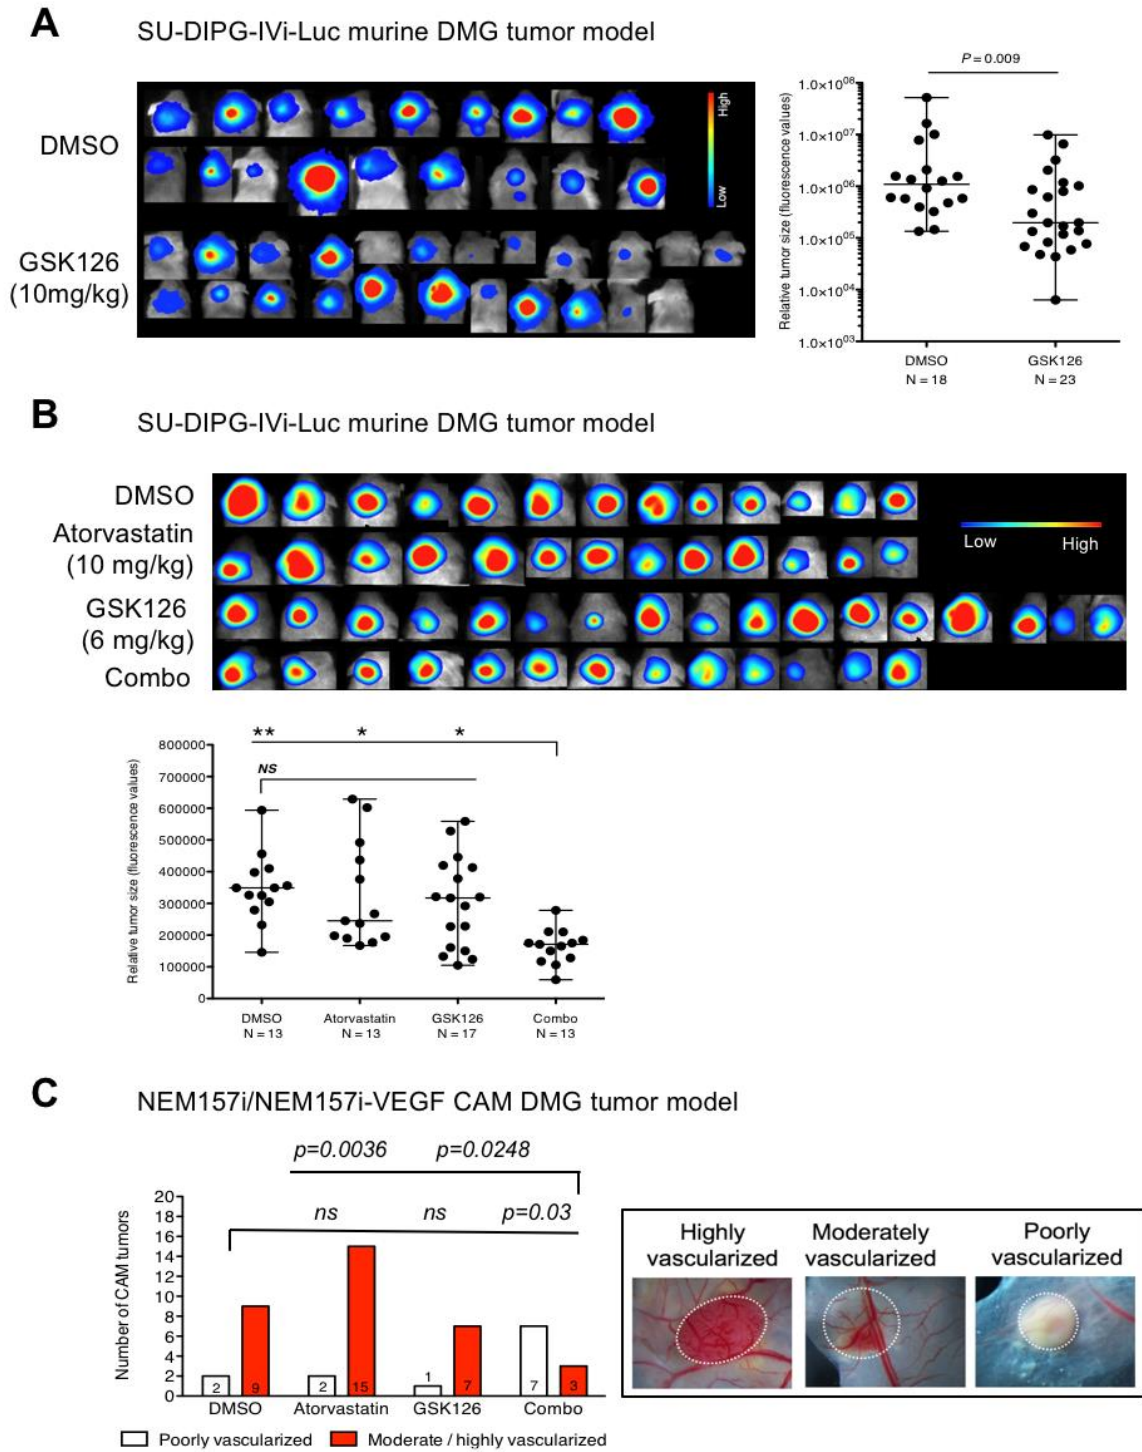 A
SU-DIPG-IVi-Luc murine DMG tumor model
DMSO
GSK126
(10mg/kg)
High
Low
P = 0.009
Relative tumor size (fluorescence values)
1.0×10⁰⁸
1.0×10⁰⁷
1.0×10⁰⁶
1.0×10⁰⁵
1.0×10⁰⁴
1.0×10⁰³
DMSO
N = 18
GSK126
N = 23
B
SU-DIPG-IVi-Luc murine DMG tumor model
DMSO
Atorvastatin
(10 mg/kg)
GSK126
(6 mg/kg)
Combo
Low
High
** * *
NS
Relative tumor size (fluorescence values)
800000
700000
600000
500000
400000
300000
200000
100000
0
DMSO
N = 13
Atorvastatin
N = 13
GSK126
N = 17
Combo
N = 13
C
NEM157i/NEM157i-VEGF CAM DMG tumor model
p=0.0036 p=0.0248
ns ns p=0.03
Number of CAM tumors
20
18
16
14
12
10
8
6
4
2
0
2 9 2 15 1 7 7 3
DMSO Atorvastatin GSK126 Combo
Poorly vascularized Moderate / highly vascularized
Highly
vascularized
Moderately
vascularized
Poorly
vascularized